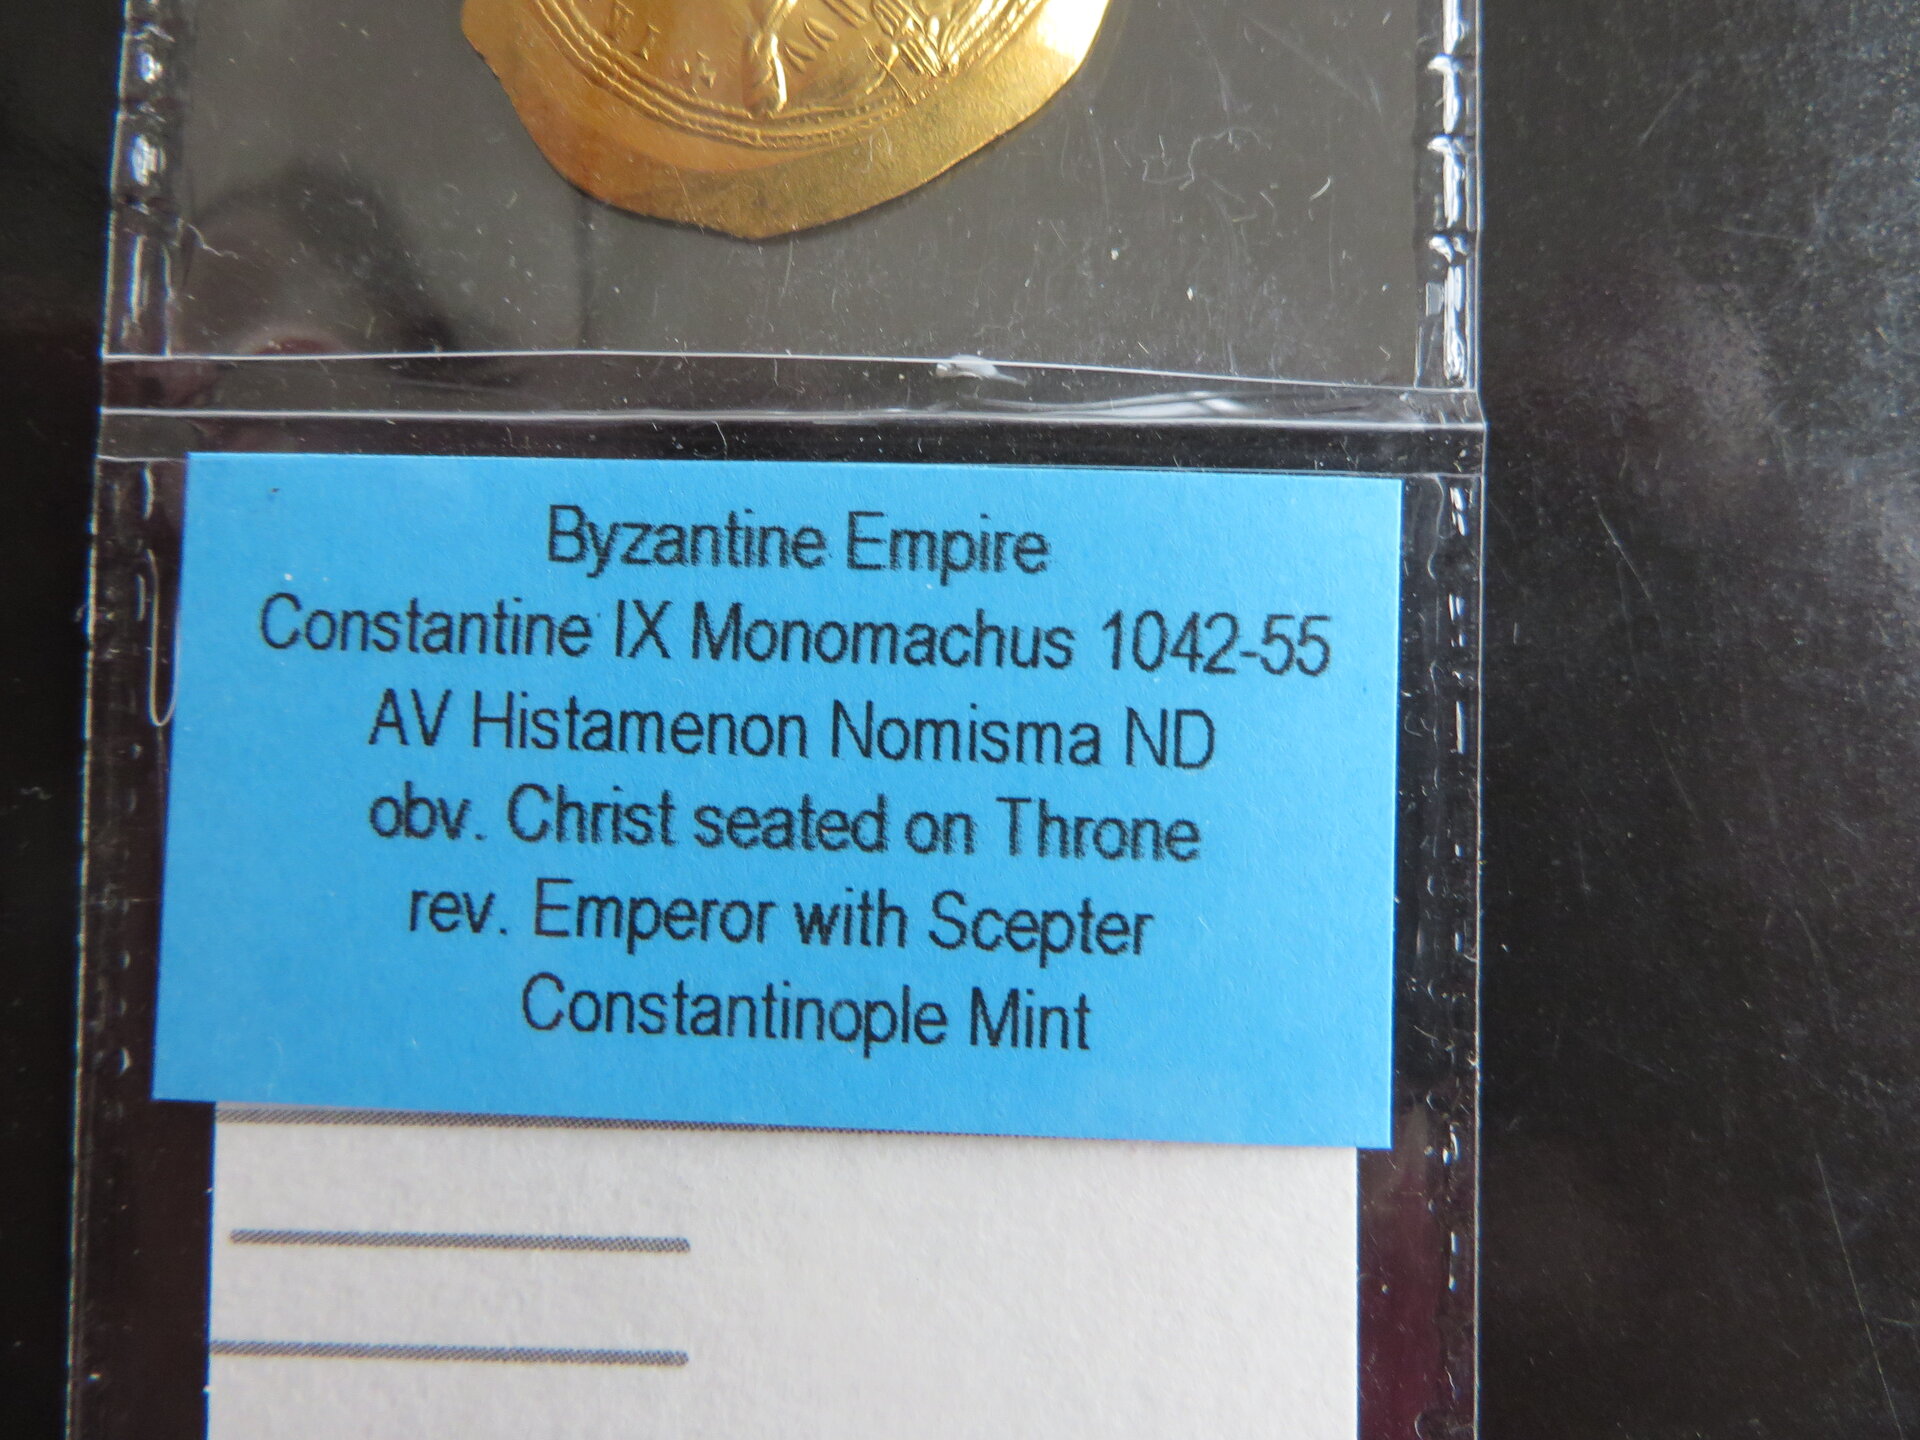 Byzantine Empire
Constantine IX Monomachus 1042-55
AV Histamenon Nomisma ND
obv. Christ seated on Throne
rev. Emperor with Scepter
Constantinople Mint